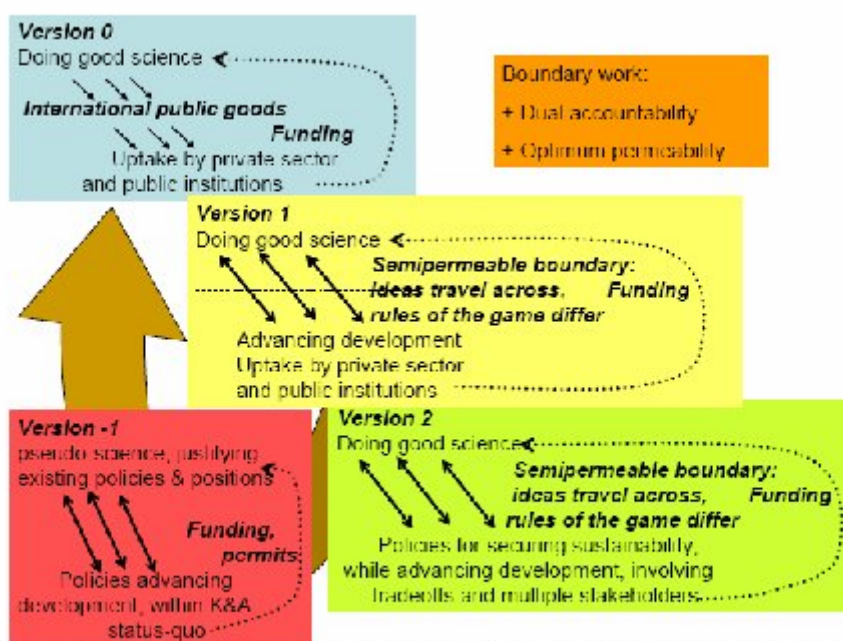 Version 0
Doing good science
International public goods
Funding
Uptake by private sector
and public institutions
Boundary work:
+ Dual accountability
+ Optimum permeability
Version 1
Doing good science
Semipermeable boundary:
ideas travel across, Funding
rules of the game differ
Advancing development
Uptake by private sector
and public institutions
Version -1
pseudo science, justifying
existing policies & positions
Funding,
permits
Policies advancing
development, within K&A
status-quo
Version 2
Doing good science
Semipermeable boundary:
ideas travel across, Funding
rules of the game differ
Policies for securing sustainability,
while advancing development, involving
tradeoffs and multiple stakeholders